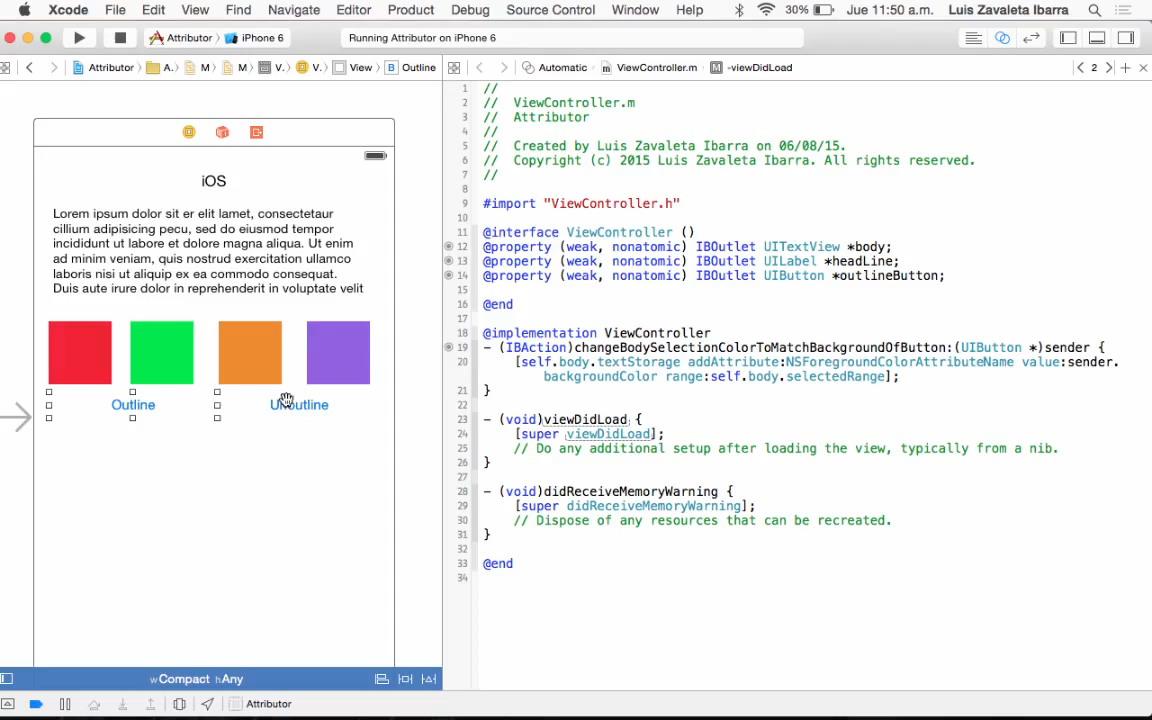 Xcode File Edit View Find Navigate Editor Product Debug Source Control Window Help 30% Jue 11:50 a.m. Luis Zavaleta Ibarra
Attributor iPhone 6 Running Attributor on iPhone 6
Attributor A. M M V. V. View B Outline Automatic ViewController.m M -viewDidLoad 2
iOS
Lorem ipsum dolor sit er elit lamet, consectetaur
cillium adipisicing pecu, sed do eiusmod tempor
incididunt ut labore et dolore magna aliqua. Ut enim
ad minim veniam, quis nostrud exercitation ullamco
laboris nisi ut aliquip ex ea commodo consequat.
Duis aute irure dolor in reprehenderit in voluptate velit
Outline Unoutline
wCompact hAny
1 //
2 // ViewController.m
3 // Attributor
4 //
5 // Created by Luis Zavaleta Ibarra on 06/08/15.
6 // Copyright (c) 2015 Luis Zavaleta Ibarra. All rights reserved.
7 //
8
9 #import "ViewController.h"
10
11 @interface ViewController ()
12 @property (weak, nonatomic) IBOutlet UITextView *body;
13 @property (weak, nonatomic) IBOutlet UILabel *headLine;
14 @property (weak, nonatomic) IBOutlet UIButton *outlineButton;
15
16 @end
17
18 @implementation ViewController
19 - (IBAction)changeBodySelectionColorToMatchBackgroundOfButton:(UIButton *)sender {
20 [self.body.textStorage addAttribute:NSForegroundColorAttributeName value:sender.
backgroundColor range:self.body.selectedRange];
21 }
22
23 - (void)viewDidLoad {
24 [super viewDidLoad];
25 // Do any additional setup after loading the view, typically from a nib.
26 }
27
28 - (void)didReceiveMemoryWarning {
29 [super didReceiveMemoryWarning];
30 // Dispose of any resources that can be recreated.
31 }
32
33 @end
34
Attributor